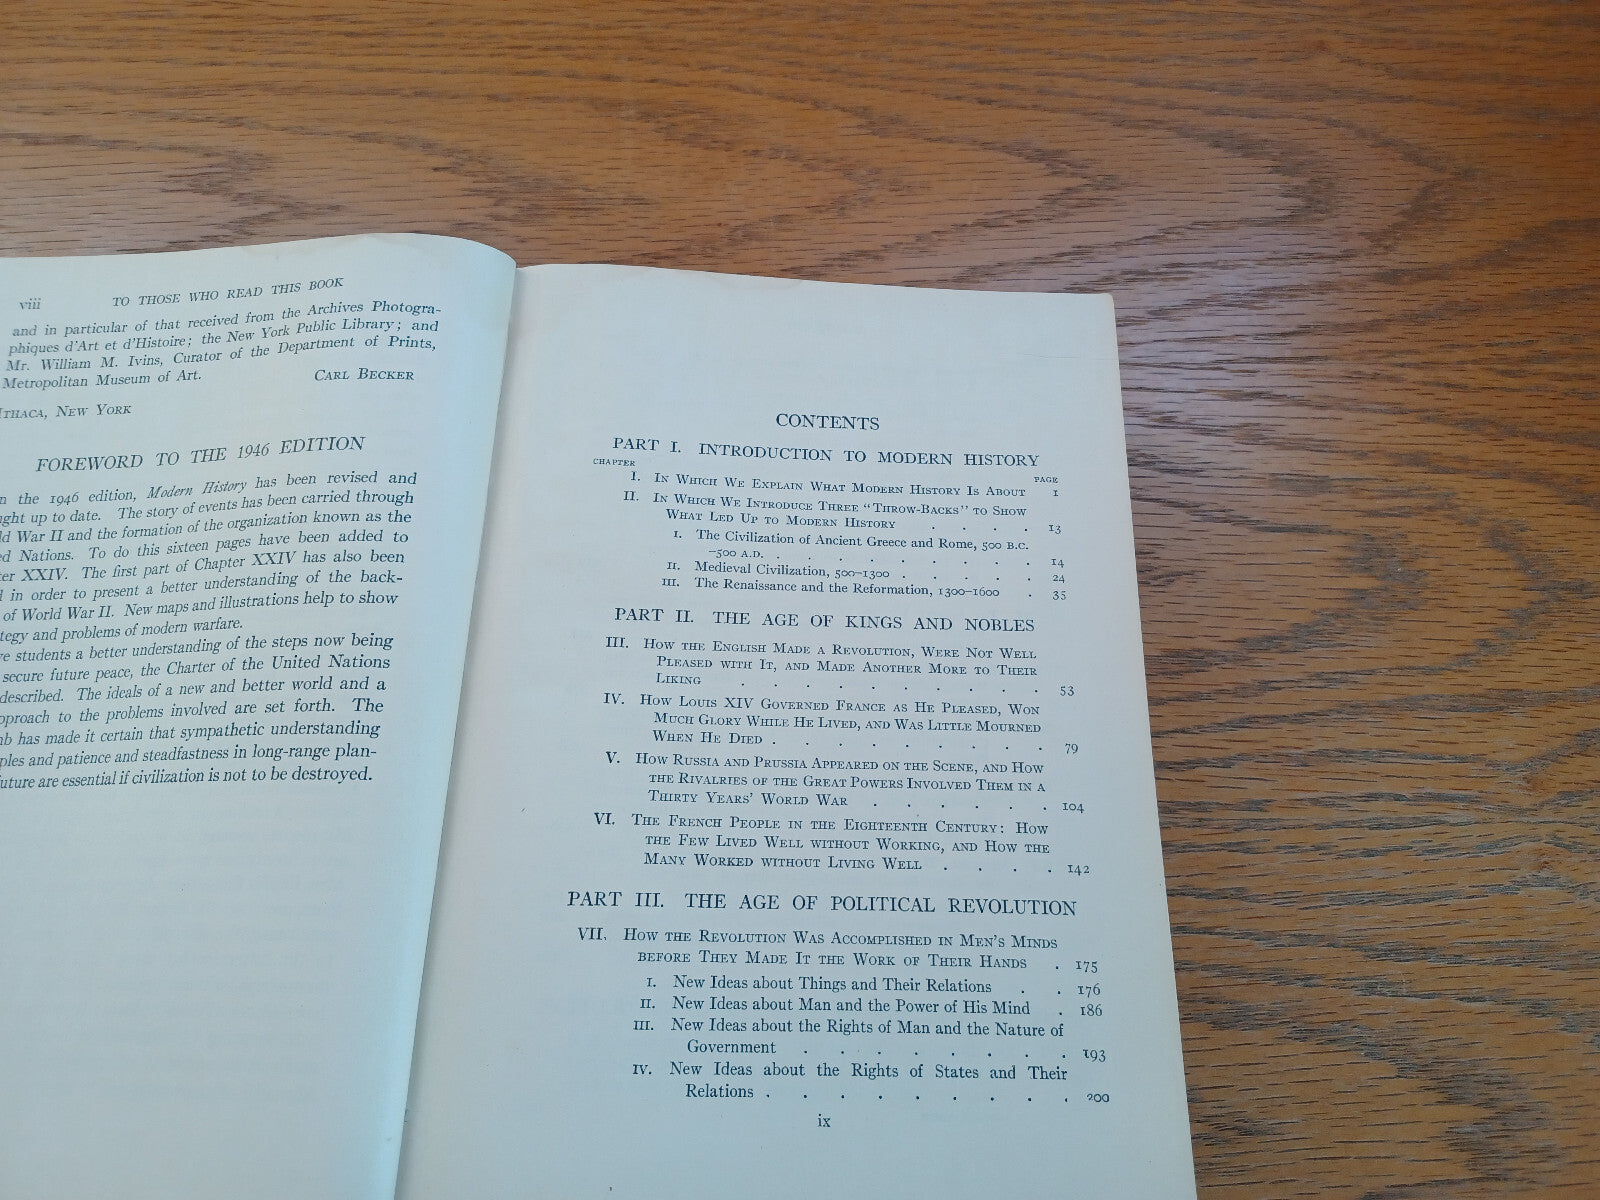 viii TO THOSE WHO READ THIS BOOK
and in particular of that received from the Archives Photogra-
phiques d'Art et d'Histoire; the New York Public Library; and
Mr. William M. Ivins, Curator of the Department of Prints,
Metropolitan Museum of Art. CARL BECKER
ITHACA, NEW YORK
FOREWORD TO THE 1946 EDITION
the 1946 edition, Modern History has been revised and
up to date. The story of events has been carried through
War II and the formation of the organization known as the
Nations. To do this sixteen pages have been added to
XXIV. The first part of Chapter XXIV has also been
in order to present a better understanding of the back-
of World War II. New maps and illustrations help to show
and problems of modern warfare.
students a better understanding of the steps now being
secure future peace, the Charter of the United Nations
described. The ideals of a new and better world and a
to the problems involved are set forth. The
has made it certain that sympathetic understanding
and patience and steadfastness in long-range plan-
future are essential if civilization is not to be destroyed.
CONTENTS
PART I. INTRODUCTION TO MODERN HISTORY
CHAPTER PAGE
I. IN WHICH WE EXPLAIN WHAT MODERN HISTORY IS ABOUT 1
II. IN WHICH WE INTRODUCE THREE "THROW-BACKS" TO SHOW
WHAT LED UP TO MODERN HISTORY . . . . 13
I. The Civilization of Ancient Greece and Rome, 500 B.C.
–500 A.D. . . . . . . . . . 14
II. Medieval Civilization, 500–1300 . . . . . 24
III. The Renaissance and the Reformation, 1300–1600 . 35
PART II. THE AGE OF KINGS AND NOBLES
III. HOW THE ENGLISH MADE A REVOLUTION, WERE NOT WELL
PLEASED WITH IT, AND MADE ANOTHER MORE TO THEIR
LIKING . . . . . . . . . . 53
IV. HOW LOUIS XIV GOVERNED FRANCE AS HE PLEASED, WON
MUCH GLORY WHILE HE LIVED, AND WAS LITTLE MOURNED
WHEN HE DIED . . . . . . . . . 79
V. HOW RUSSIA AND PRUSSIA APPEARED ON THE SCENE, AND HOW
THE RIVALRIES OF THE GREAT POWERS INVOLVED THEM IN A
THIRTY YEARS' WORLD WAR . . . . . . 104
VI. THE FRENCH PEOPLE IN THE EIGHTEENTH CENTURY: HOW
THE FEW LIVED WELL WITHOUT WORKING, AND HOW THE
MANY WORKED WITHOUT LIVING WELL . . . . 142
PART III. THE AGE OF POLITICAL REVOLUTION
VII. HOW THE REVOLUTION WAS ACCOMPLISHED IN MEN'S MINDS
BEFORE THEY MADE IT THE WORK OF THEIR HANDS . 175
I. New Ideas about Things and Their Relations . . 176
II. New Ideas about Man and the Power of His Mind . 186
III. New Ideas about the Rights of Man and the Nature of
Government . . . . . . . . 193
IV. New Ideas about the Rights of States and Their
Relations . . . . . . . . . 200
ix